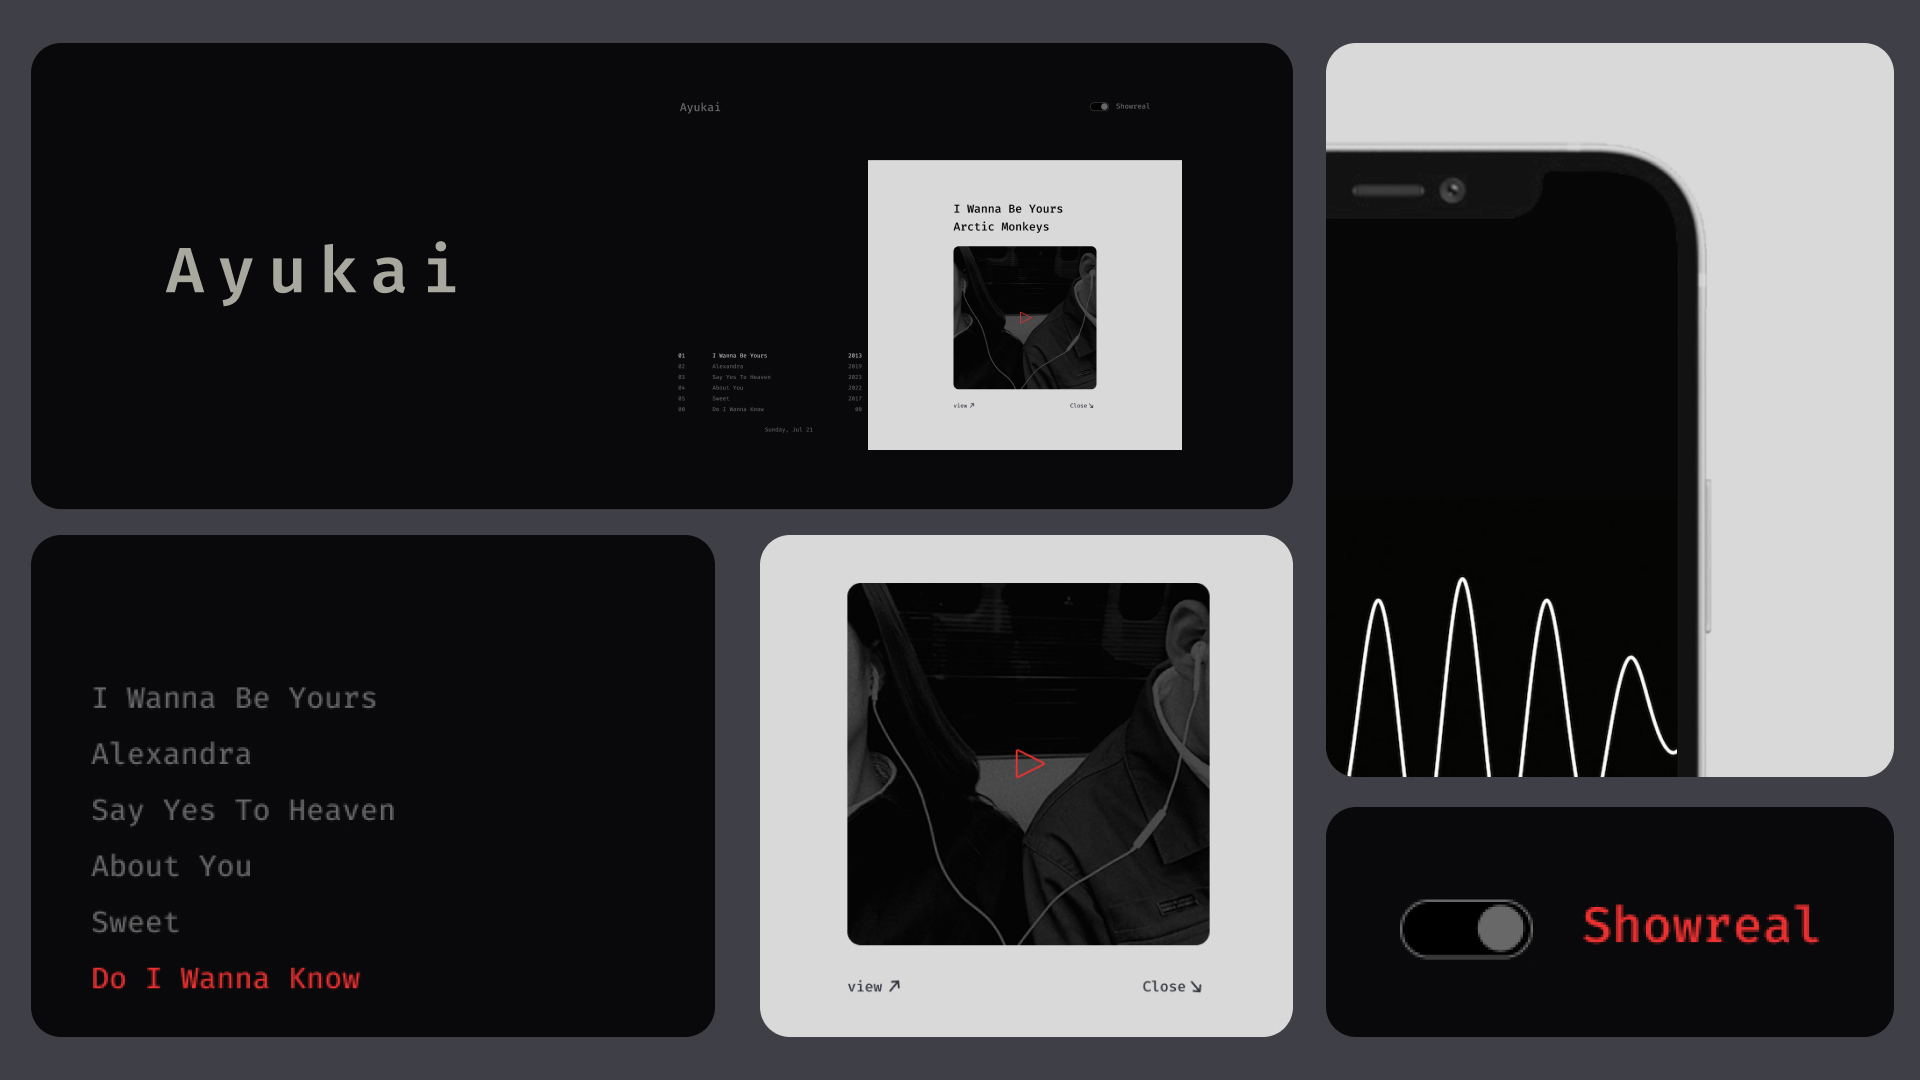 Ayukai
Ayukai
Showreal
I Wanna Be Yours
Arctic Monkeys
view
Close
01 I Wanna Be Yours 2013
02 Alexandra 2019
03 Say Yes To Heaven 2023
04 About You 2022
05 Sweet 2017
00 Do I Wanna Know 00
Sunday, Jul 21
I Wanna Be Yours
Alexandra
Say Yes To Heaven
About You
Sweet
Do I Wanna Know
view
Close
Showreal